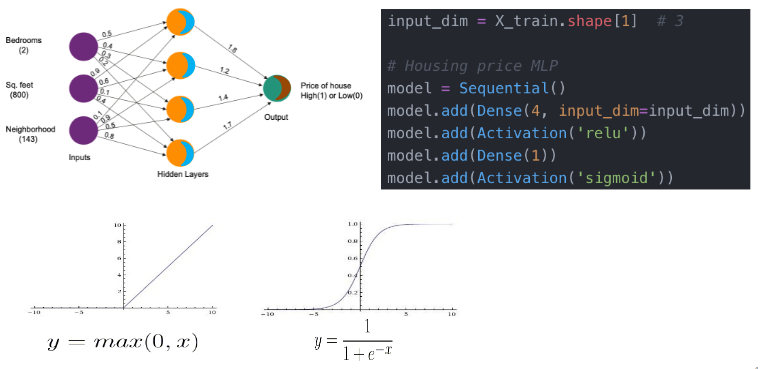 Bedrooms
(2)
Sq. feet
(800)
Neighborhood
(143)
Inputs
0.5
0.4
0.3
0.2
0.9
0.6
0.1
0.4
0.1
0.9
0.5
0.8
Hidden Layers
1.8
1.2
1.4
1.7
Price of house
High(1) or Low(0)
Output
input_dim = X_train.shape[1]  # 3
# Housing price MLP
model = Sequential()
model.add(Dense(4, input_dim=input_dim))
model.add(Activation('relu'))
model.add(Dense(1))
model.add(Activation('sigmoid'))
10
8
6
4
2
-10 -5 5 10
y = max(0, x)
1.0
0.8
0.6
0.4
0.2
-10 -5 5 10
y = 1 / 1+e^-x